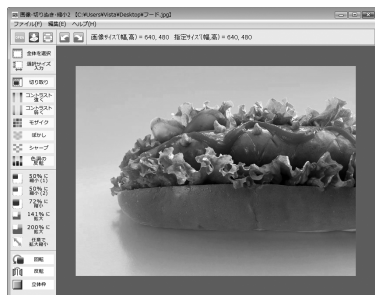 画像-切りぬき-縮小2 【C:¥Users¥Vista¥Desktop¥フード.jpg】
ファイル(F) 編集(E) ヘルプ(H)
画像サイズ(幅,高) = 640, 480 指定サイズ(幅,高) = 640, 480
全体を選択
選択サイズ
入力
切り取り
コントラスト
強く
コントラスト
弱く
モザイク
ぼかし
シャープ
色調の
反転
50% に
縮小(1)
50% に
縮小(2)
72% に
縮小
141% に
拡大
200% に
拡大
任意で
拡大縮小
回転
反転
立体枠